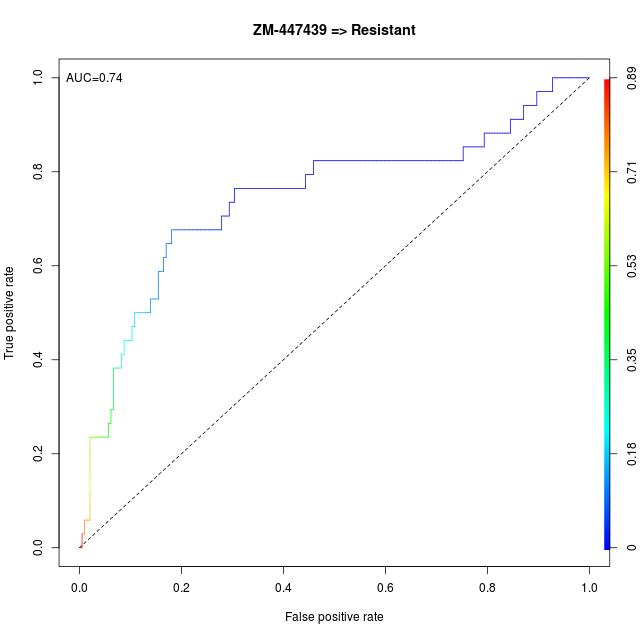 ZM-447439 => Resistant
AUC=0.74
True positive rate
1.0
0.8
0.6
0.4
0.2
0.0
0.0 0.2 0.4 0.6 0.8 1.0
False positive rate
0.89
0.71
0.53
0.35
0.18
0